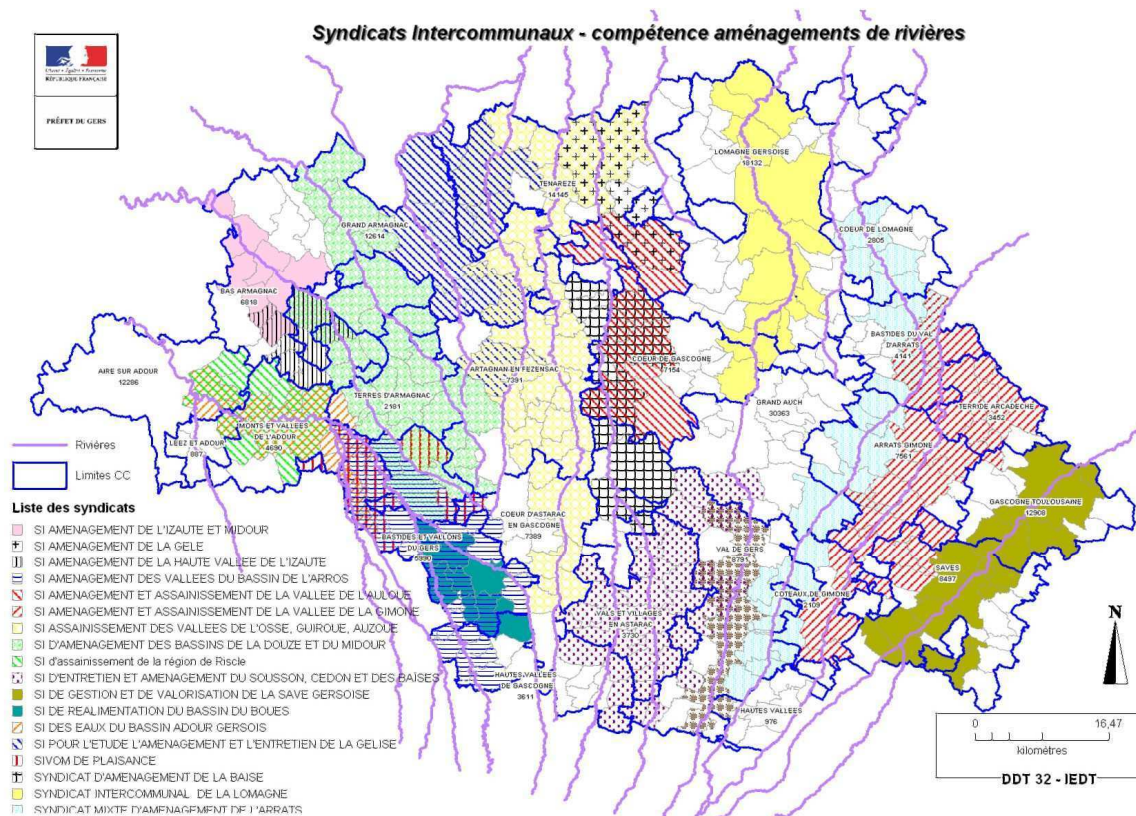 Syndicats Intercommunaux - compétence aménagements de rivières
Liberté • Égalité • Fraternité
RÉPUBLIQUE FRANÇAISE
PRÉFET DU GERS
LOMAGNE GERSOISE
18132
TENAREZE
14145
GRAND ARMAGNAC
12614
COEUR DE LOMAGNE
2805
BAS ARMAGNAC
6818
BASTIDES DU VAL
D'ARRATS
4141
COEUR DE GASCOGNE
7154
ARTAGNAN EN FEZENSAC
7391
AIRE SUR ADOUR
12286
TERRES D'ARMAGNAC
2181
GRAND AUCH
30363
TERRIDE ARCADECHE
3452
MONTS ET VALLEES
DE L'ADOUR
4690
LEEZ ET ADOUR
887
ARRATS GIMONE
7561
GASCOGNE TOULOUSAINE
12908
COEUR D'ASTARAC
EN GASCOGNE
7389
BASTIDES ET VALLONS
DU GERS
5990
VAL DE GERS
SAVES
8497
COTEAUX DE GIMONE
2109
VALS ET VILLAGES
EN ASTARAC
3730
HAUTES VALLEES
DE GASCOGNE
3611
HAUTES VALLEES
976
Rivières
Limites CC
Liste des syndicats
SI AMENAGEMENT DE L'IZAUTE ET MIDOUR
SI AMENAGEMENT DE LA GELE
SI AMENAGEMENT DE LA HAUTE VALLEE DE L'IZAUTE
SI AMENAGEMENT DES VALLEES DU BASSIN DE L'ARROS
SI AMENAGEMENT ET ASSAINISSEMENT DE LA VALLEE DE L'AULOUE
SI AMENAGEMENT ET ASSAINISSEMENT DE LA VALLEE DE LA GIMONE
SI ASSAINISSEMENT DES VALLEES DE L'OSSE, GUIROUE, AUZOUE
SI D'AMENAGEMENT DES BASSINS DE LA DOUZE ET DU MIDOUR
SI d'assainissement de la région de Riscle
SI D'ENTRETIEN ET AMENAGEMENT DU SOUSSON, CEDON ET DES BAÏSES
SI DE GESTION ET DE VALORISATION DE LA SAVE GERSOISE
SI DE REALIMENTATION DU BASSIN DU BOUES
SI DES EAUX DU BASSIN ADOUR GERSOIS
SI POUR L'ETUDE L'AMENAGEMENT ET L'ENTRETIEN DE LA GELISE
SIVOM DE PLAISANCE
SYNDICAT D'AMENAGEMENT DE LA BAISE
SYNDICAT INTERCOMMUNAL DE LA LOMAGNE
SYNDICAT MIXTE D'AMENAGEMENT DE L'ARRATS
N
0 16,47
kilomètres
DDT 32 - IEDT